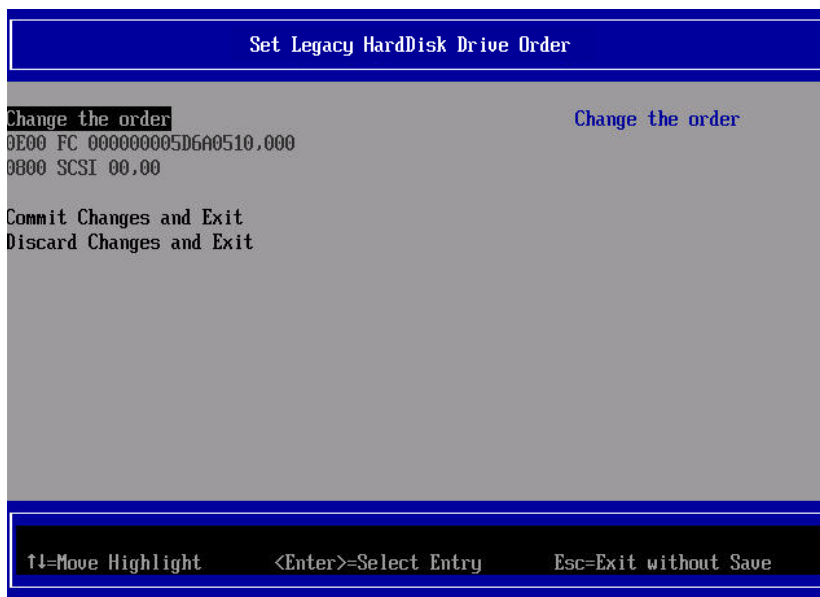 Set Legacy HardDisk Drive Order
Change the order
Change the order
0E00 FC 000000005D6A0510,000
0800 SCSI 00,00
Commit Changes and Exit
Discard Changes and Exit
↑↓=Move Highlight <Enter>=Select Entry Esc=Exit without Save